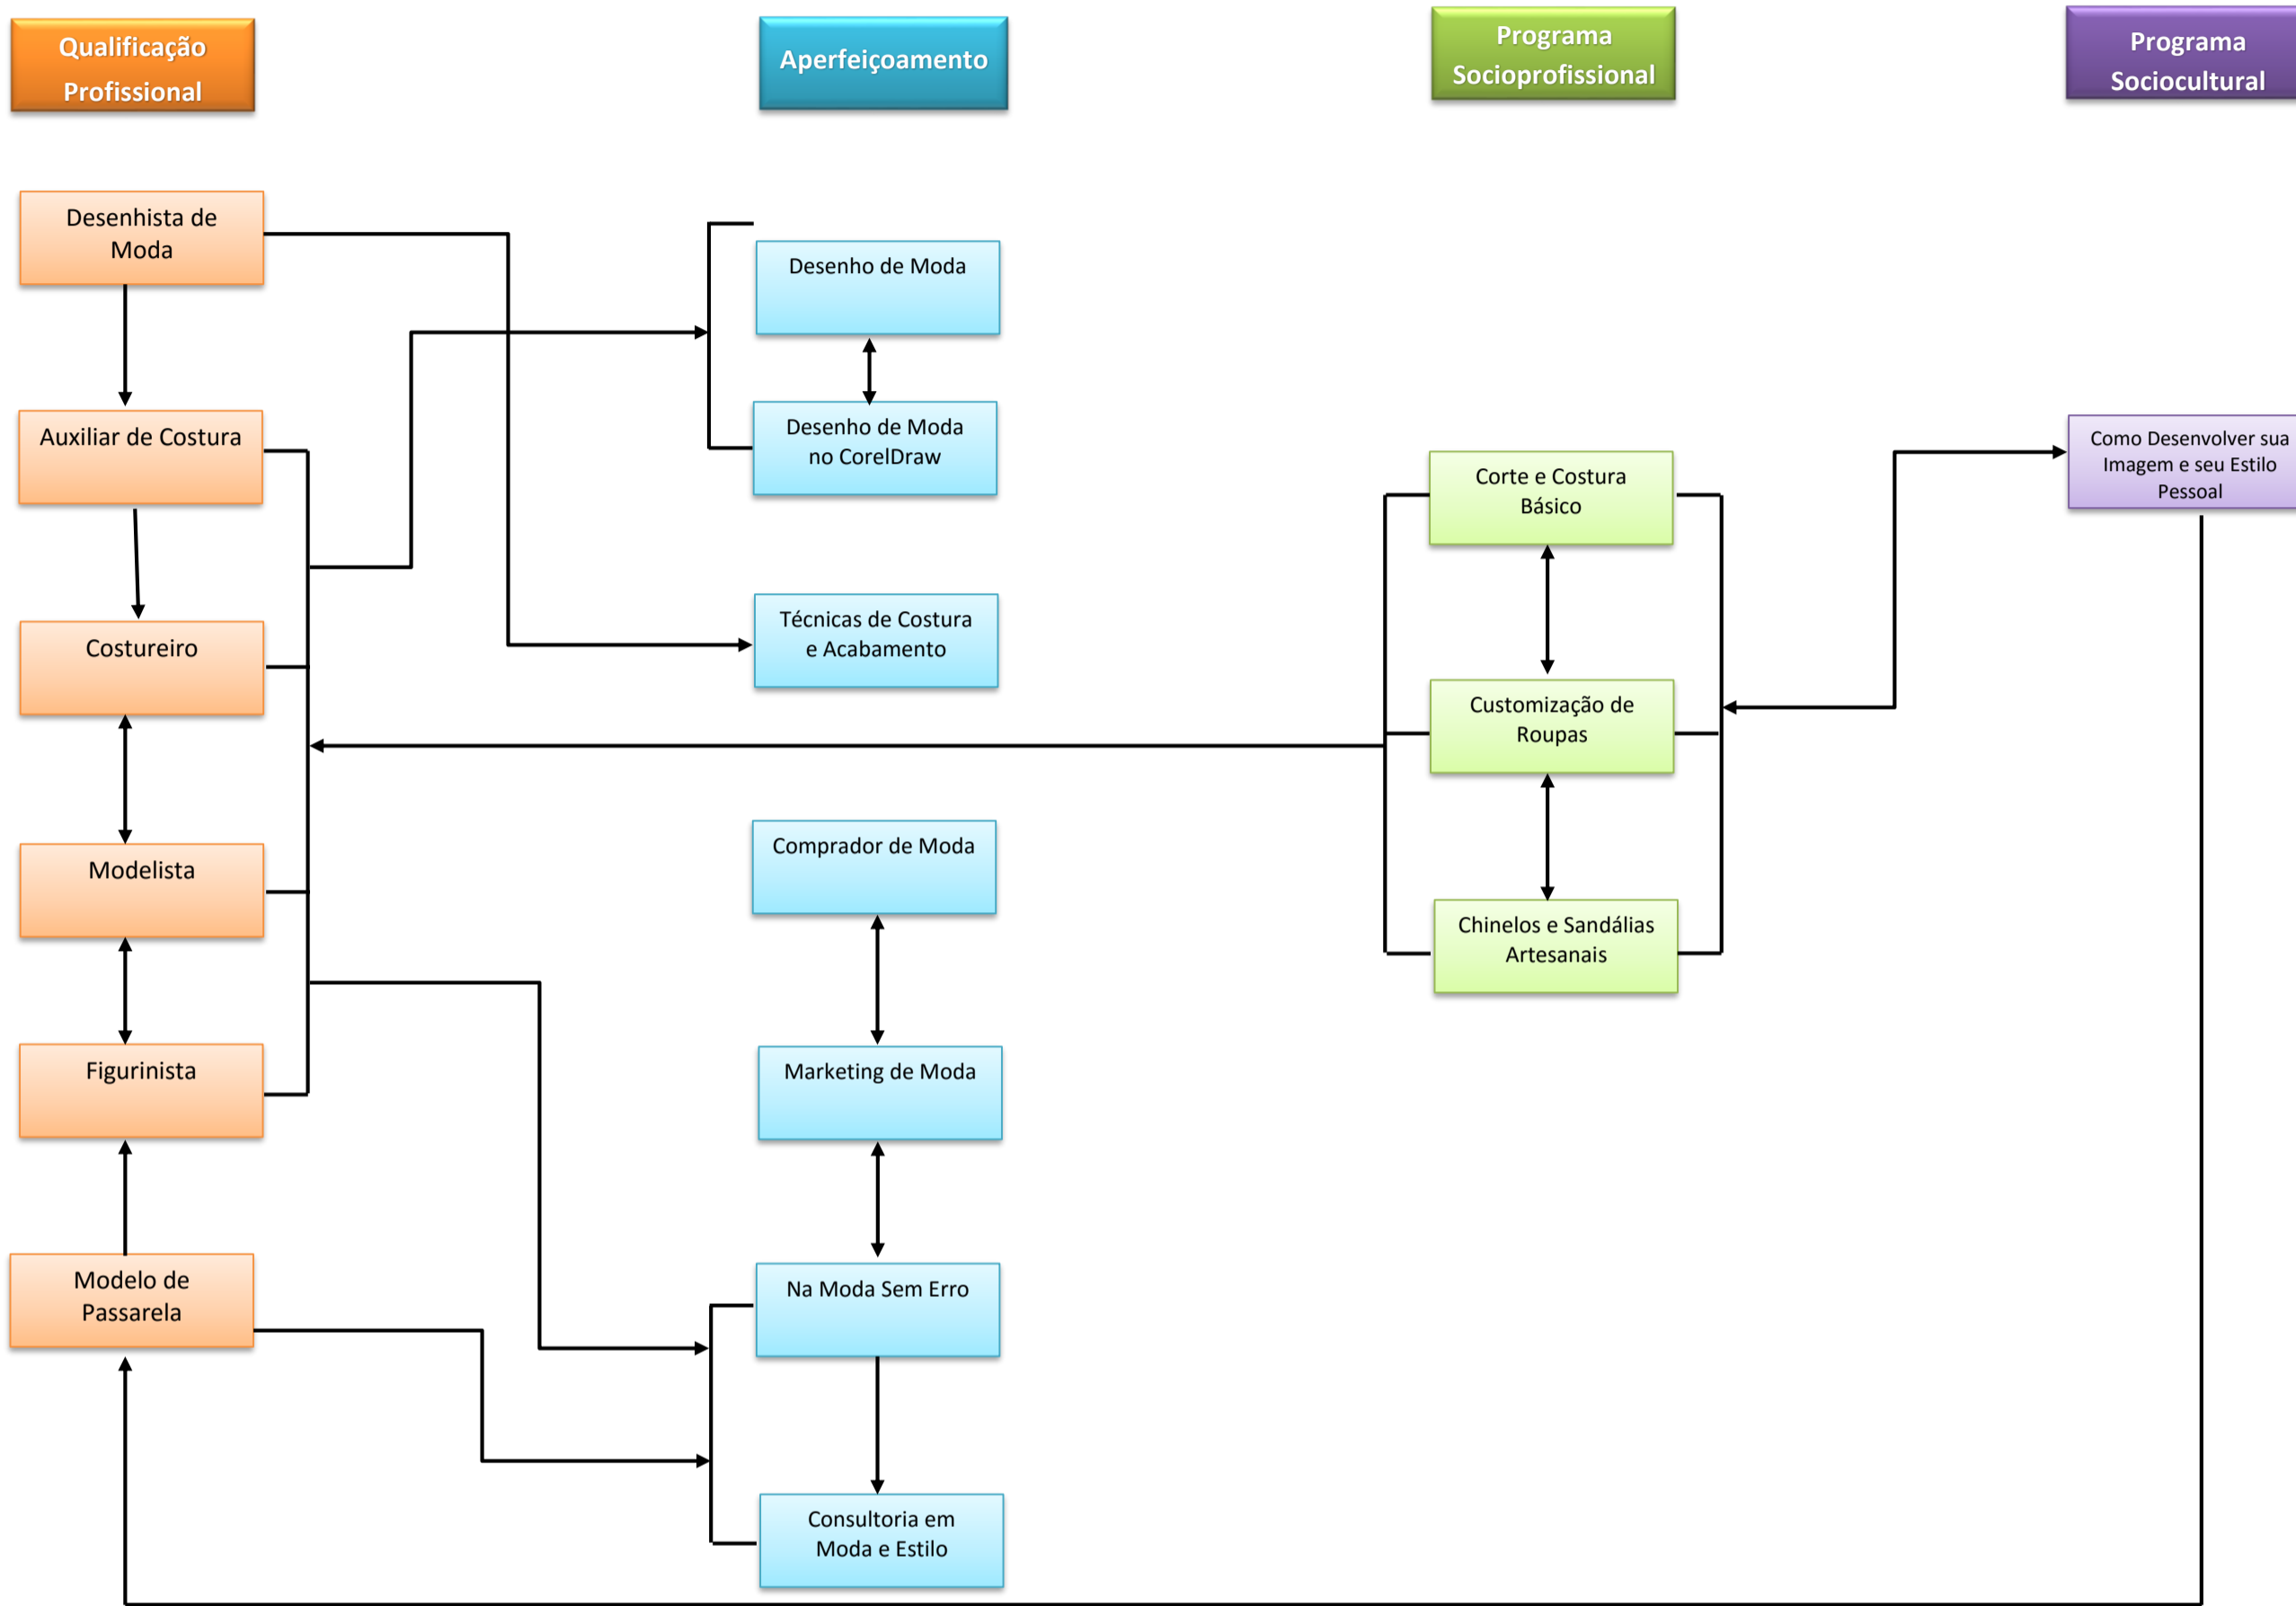 Qualificação
Profissional
Aperfeiçoamento
Programa
Socioprofissional
Programa
Sociocultural
Desenhista de
Moda
Auxiliar de Costura
Costureiro
Modelista
Figurinista
Modelo de
Passarela
Desenho de Moda
Desenho de Moda
no CorelDraw
Técnicas de Costura
e Acabamento
Comprador de Moda
Marketing de Moda
Na Moda Sem Erro
Consultoria em
Moda e Estilo
Corte e Costura
Básico
Customização de
Roupas
Chinelos e Sandálias
Artesanais
Como Desenvolver sua
Imagem e seu Estilo
Pessoal